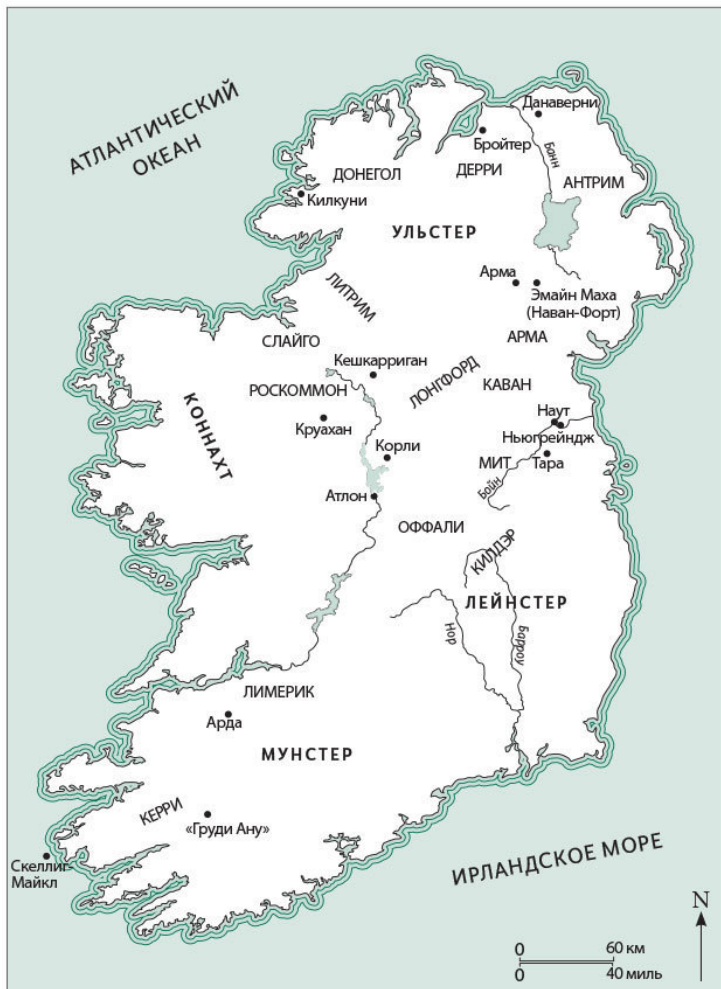 АТЛАНТИЧЕСКИЙ
ОКЕАН
Данаверни
Бройтер
Банн
ДОНЕГОЛ
ДЕРРИ
АНТРИМ
Килкуни
УЛЬСТЕР
Арма
Эмайн Маха
(Наван-Форт)
ЛИТРИМ
АРМА
СЛАЙГО
Кешкарриган
ЛОНГФОРД
КАВАН
РОСКОММОН
КОННАХТ
Круахан
Наут
Ньюгрейндж
Корли
МИТ
Тара
Бойн
Атлон
ОФФАЛИ
КИЛДЭР
ЛЕЙНСТЕР
Нор
Барроу
ЛИМЕРИК
Арда
МУНСТЕР
КЕРРИ
«Груди Ану»
Скеллиг-
Майкл
ИРЛАНДСКОЕ МОРЕ
N
0 60 км
0 40 миль